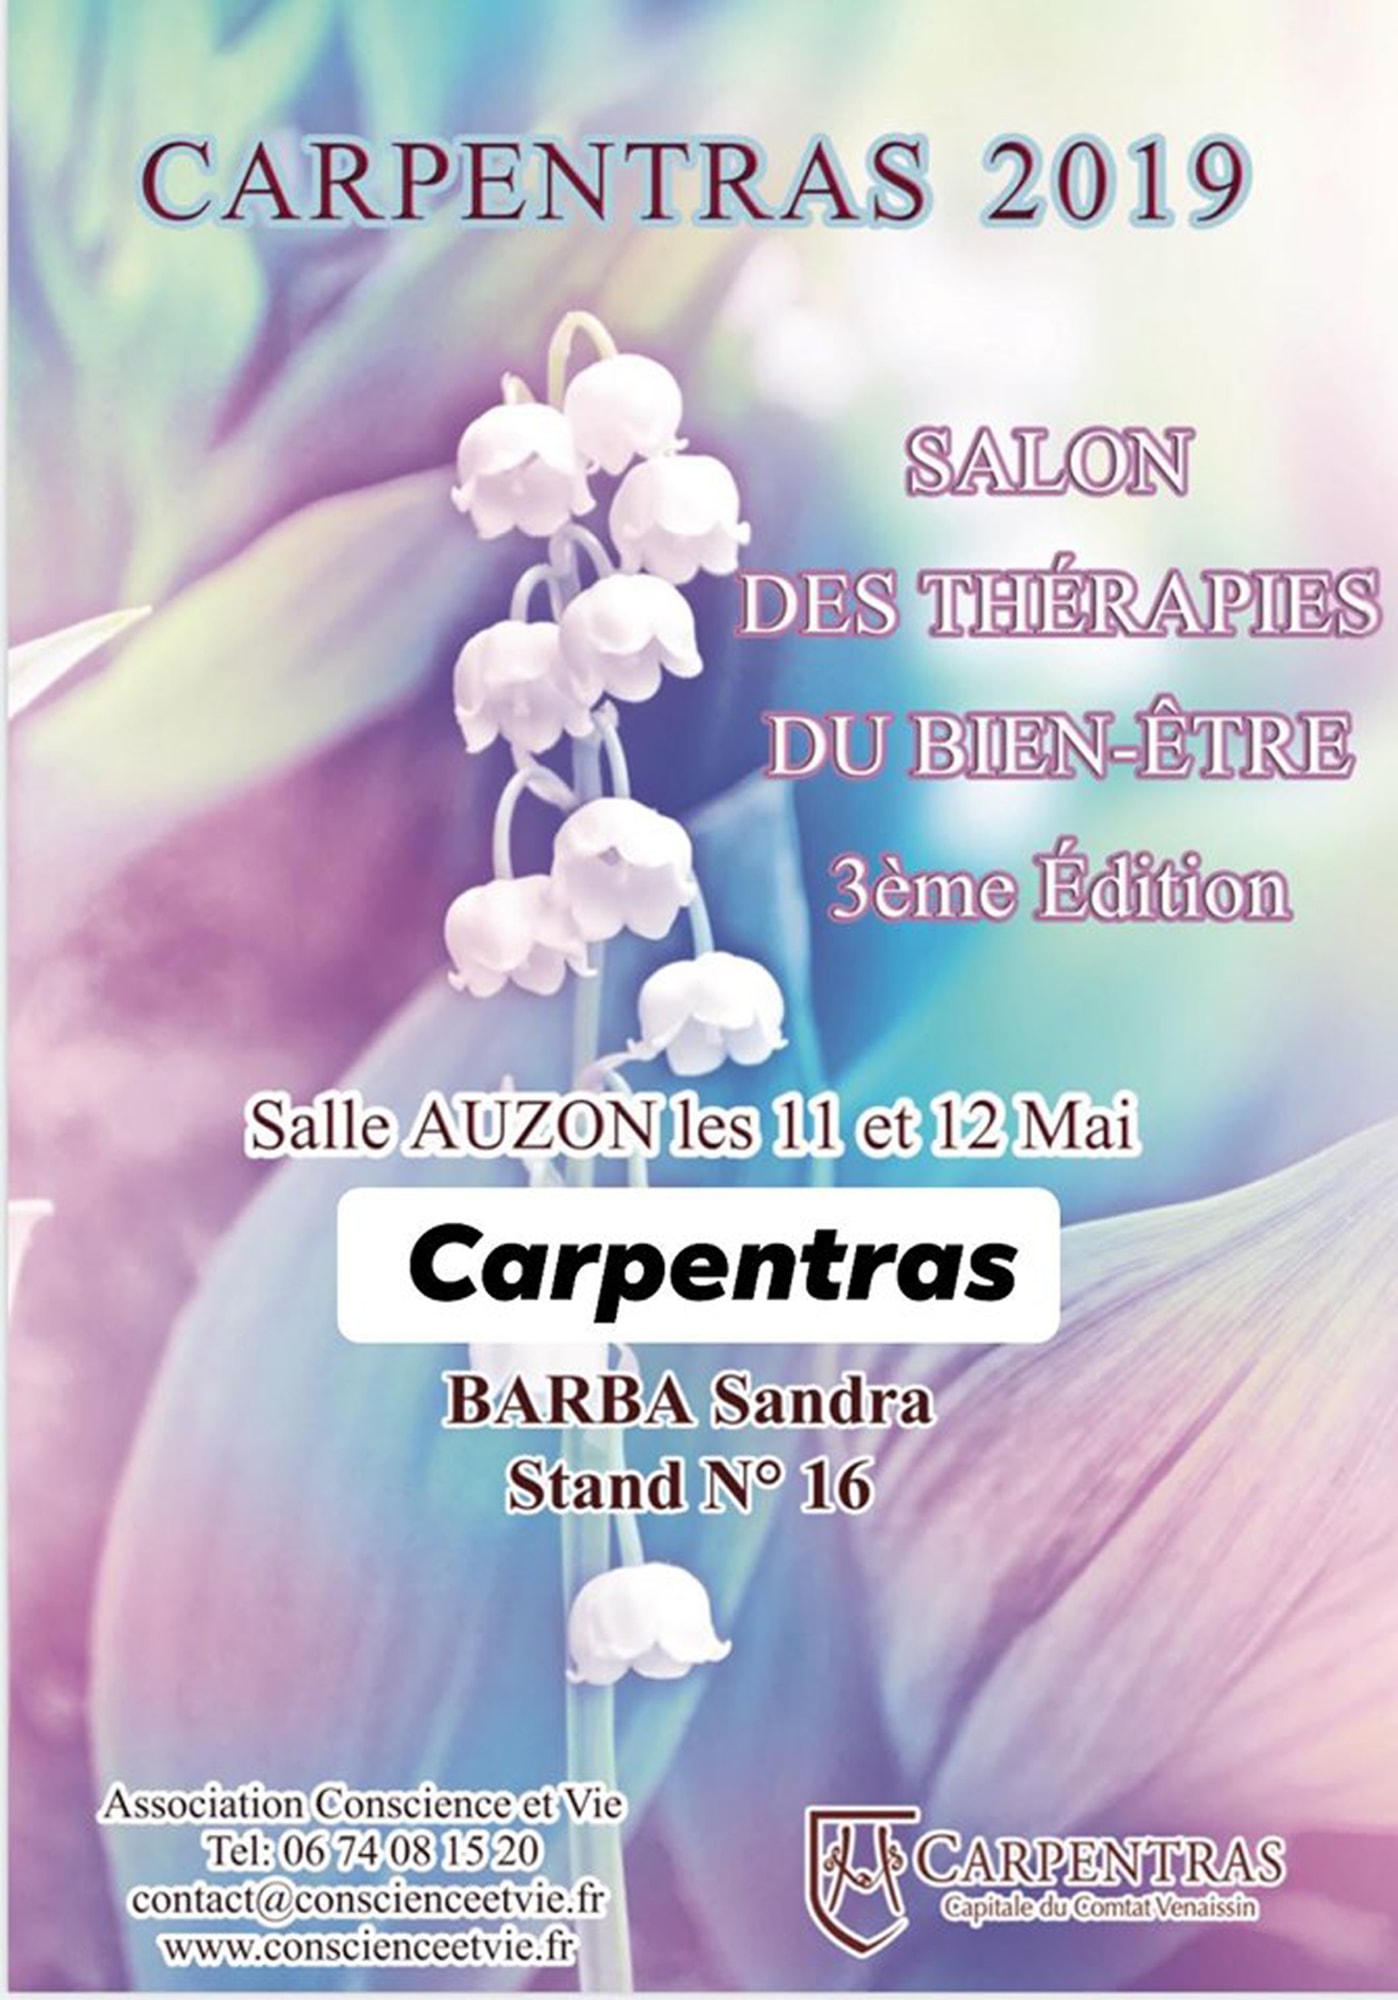 CARPENTRAS 2019
SALON
DES THÉRAPIES
DU BIEN-ÊTRE
3ème Édition
Salle AUZON les 11 et 12 Mai
Carpentras
BARBA Sandra
Stand N° 16
Association Conscience et Vie
Tel: 06 74 08 15 20
contact@conscienceetvie.fr
www.conscienceetvie.fr
CARPENTRAS
Capitale du Comtat Venaissin